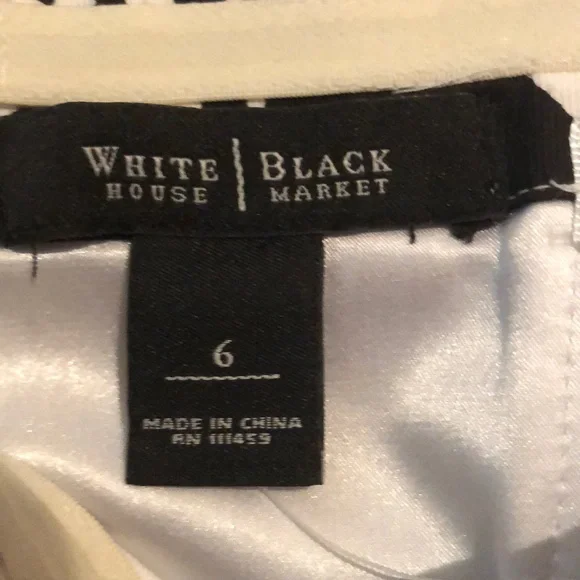 WHITE | BLACK
HOUSE MARKET
6
MADE IN CHINA
RN 111459